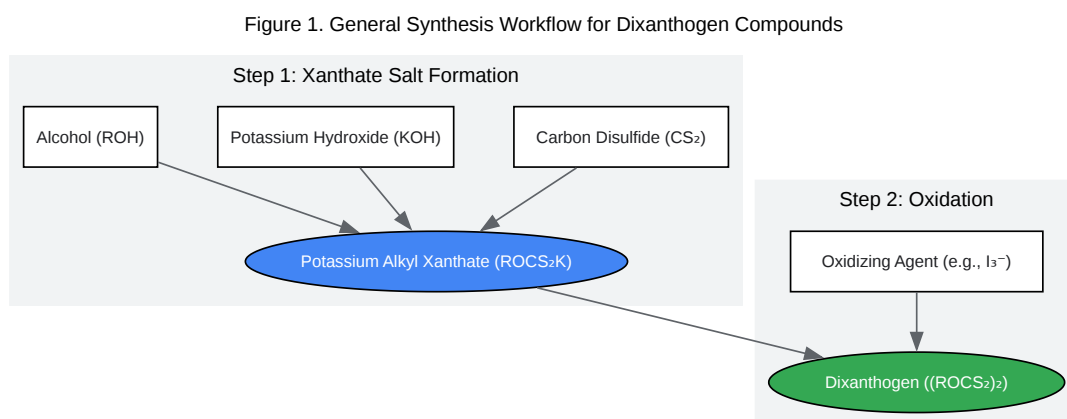 Figure 1. General Synthesis Workflow for Dixanthogen Compounds
Step 1: Xanthate Salt Formation
Alcohol (ROH)
Potassium Hydroxide (KOH)
Carbon Disulfide (CS₂)
Potassium Alkyl Xanthate (ROCS₂K)
Step 2: Oxidation
Oxidizing Agent (e.g., I₃⁻)
Dixanthogen ((ROCS₂)₂)